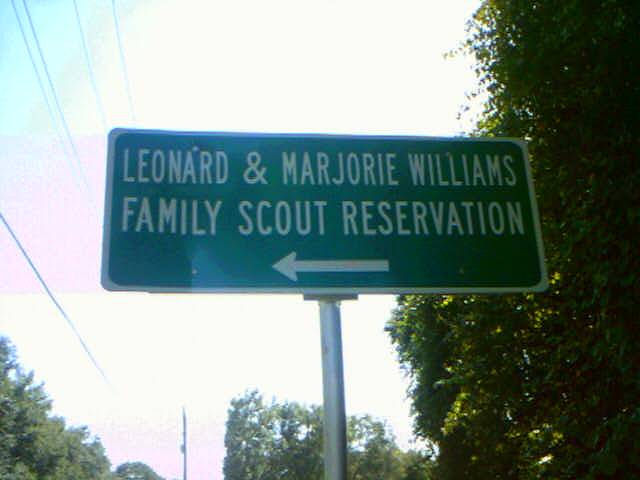 LEONARD & MARJORIE WILLIAMS
FAMILY SCOUT RESERVATION